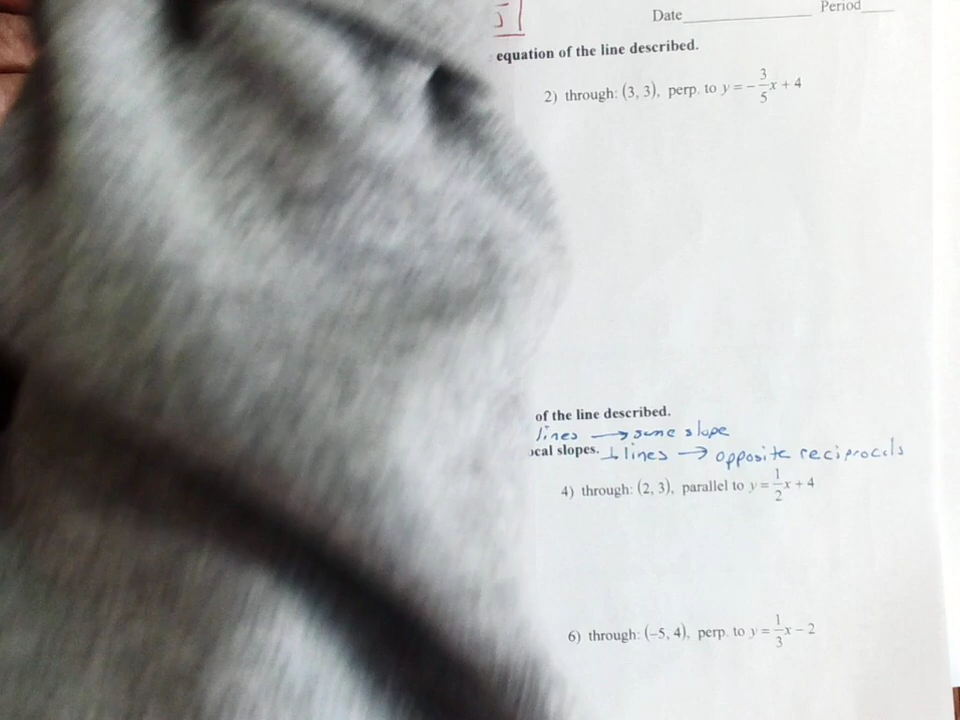 Date____________ Period____
equation of the line described.
2) through: (3, 3), perp. to y = -3/5x + 4
of the line described.
lines → same slope
ocal slopes. ⊥ lines → opposite reciprocals
4) through: (2, 3), parallel to y = 1/2x + 4
6) through: (-5, 4), perp. to y = 1/3x - 2